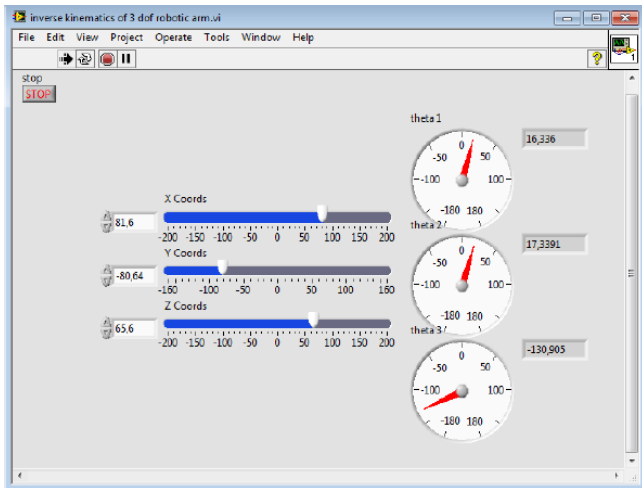 inverse kinematics of 3 dof robotic arm.vi
File Edit View Project Operate Tools Window Help
1
stop
STOP
theta 1
0
-50 50
-100 100
-180 180
16,336
X Coords
81,6
-200 -150 -100 -50 0 50 100 150 200
theta 2
0
-50 50
-100 100
-180 180
17,3391
Y Coords
-80,64
-160 -100 -50 0 50 100 160
Z Coords
65,6
-200 -150 -100 -50 0 50 100 150 200
theta 3
0
-50 50
-100 100
-180 180
-130,905